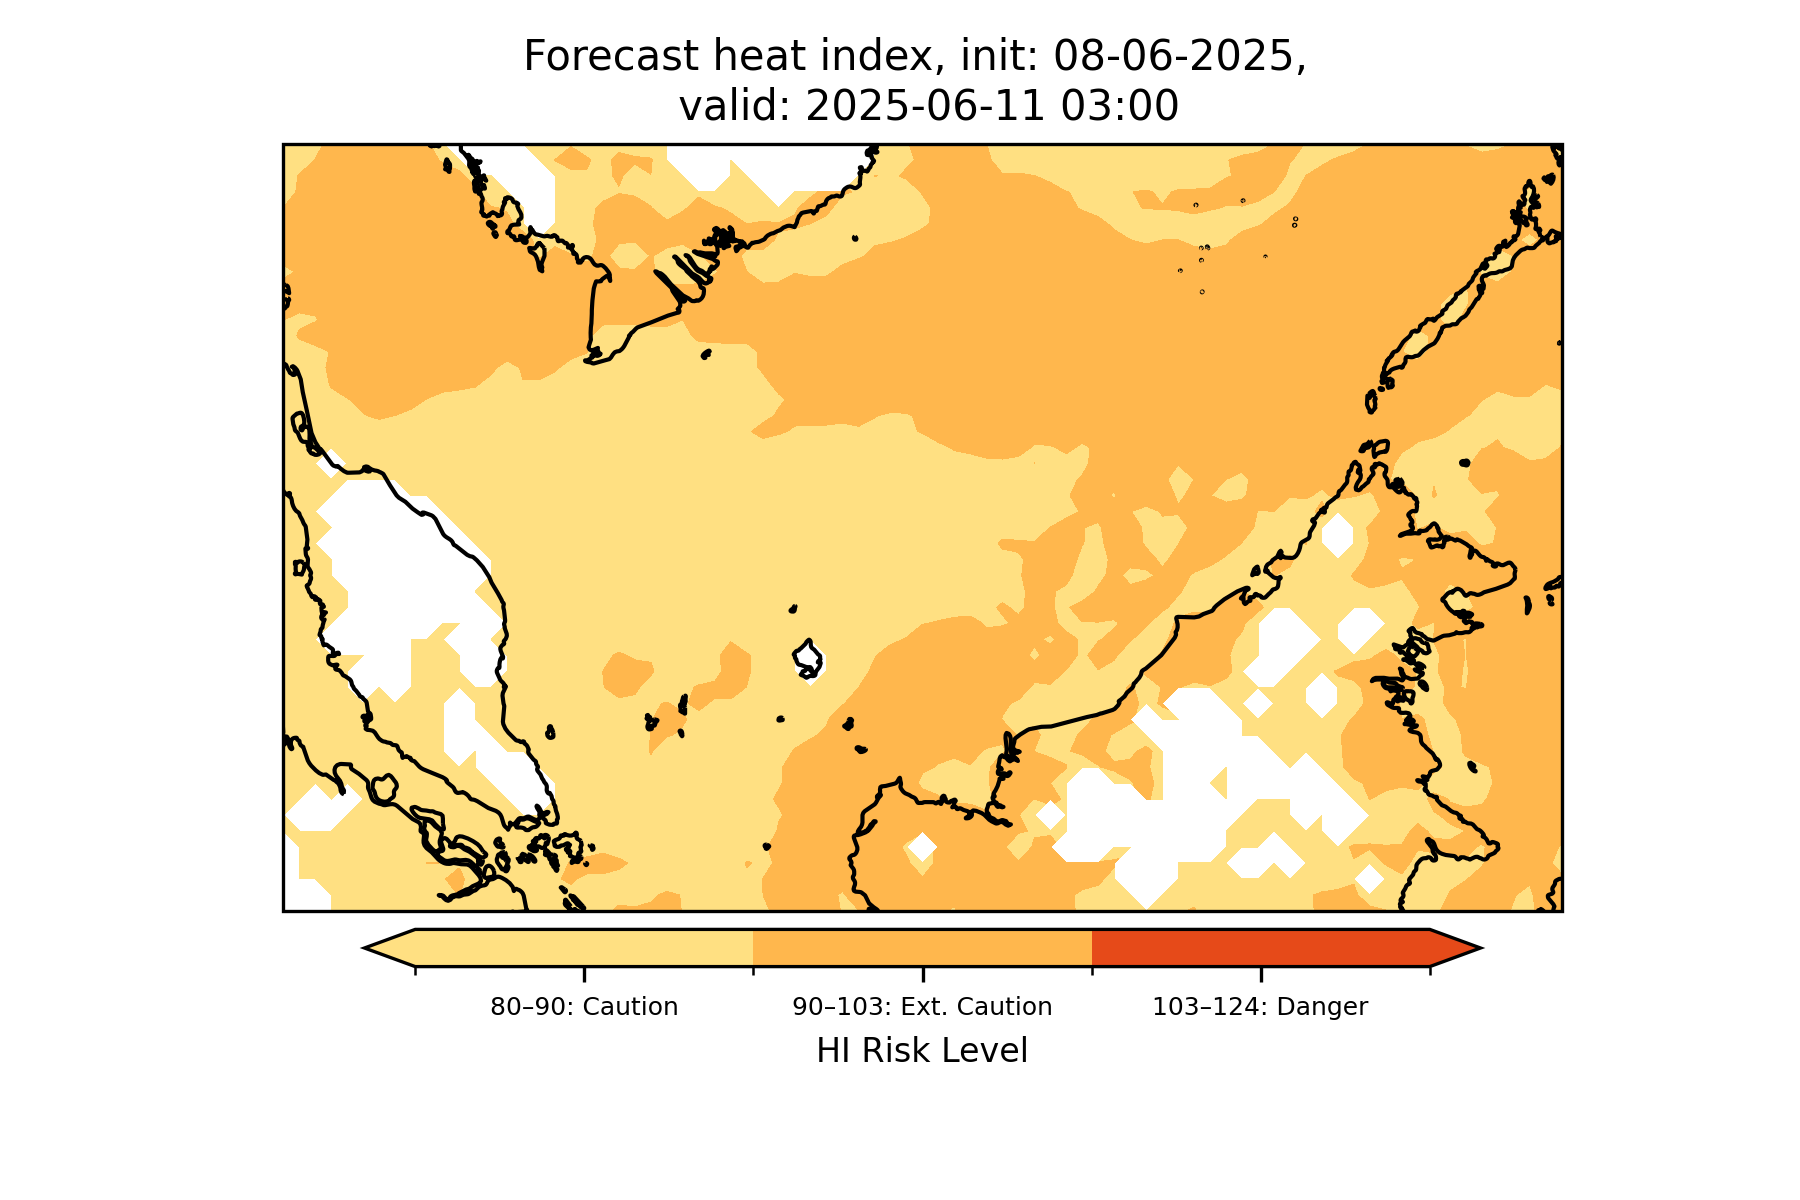 Forecast heat index, init: 08-06-2025,
valid: 2025-06-11 03:00
80–90: Caution
90–103: Ext. Caution
103–124: Danger
HI Risk Level